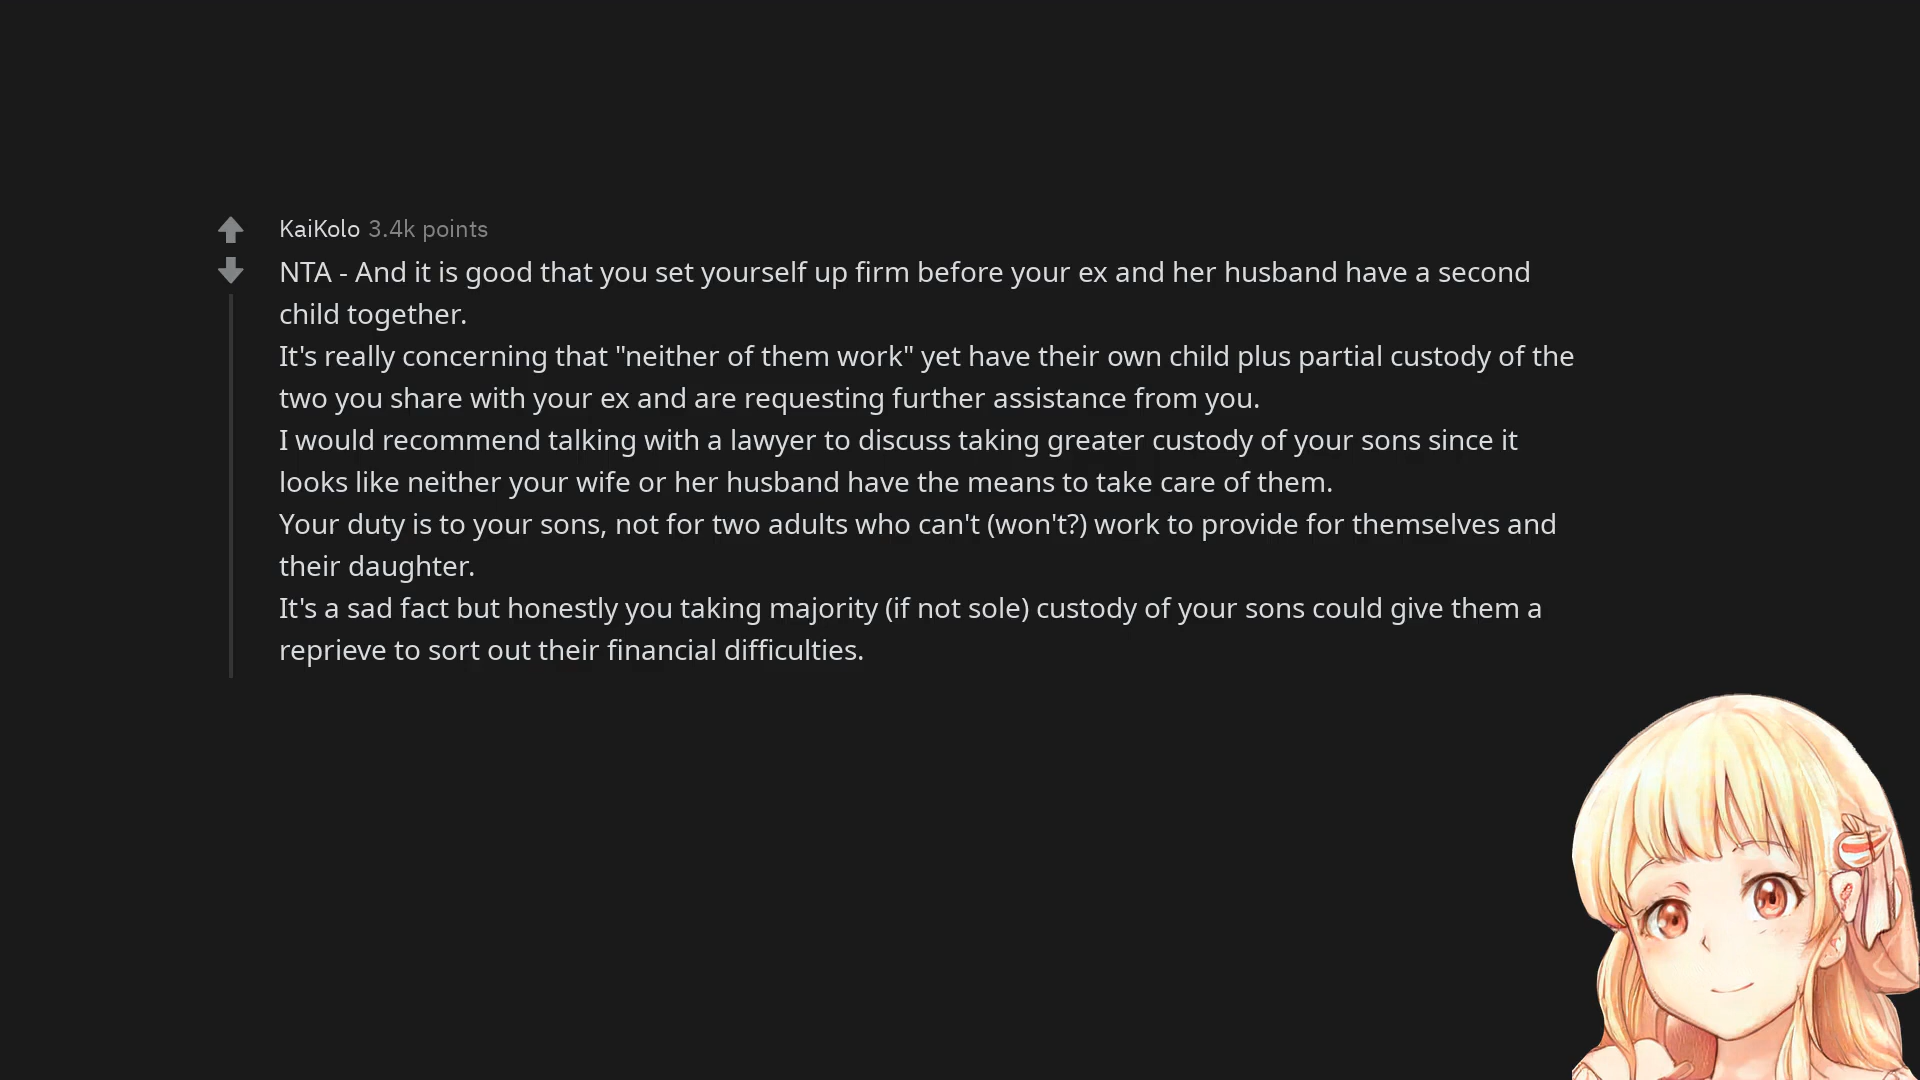 KaiKolo 3.4k points
NTA - And it is good that you set yourself up firm before your ex and her husband have a second
child together.
It's really concerning that "neither of them work" yet have their own child plus partial custody of the
two you share with your ex and are requesting further assistance from you.
I would recommend talking with a lawyer to discuss taking greater custody of your sons since it
looks like neither your wife or her husband have the means to take care of them.
Your duty is to your sons, not for two adults who can't (won't?) work to provide for themselves and
their daughter.
It's a sad fact but honestly you taking majority (if not sole) custody of your sons could give them a
reprieve to sort out their financial difficulties.